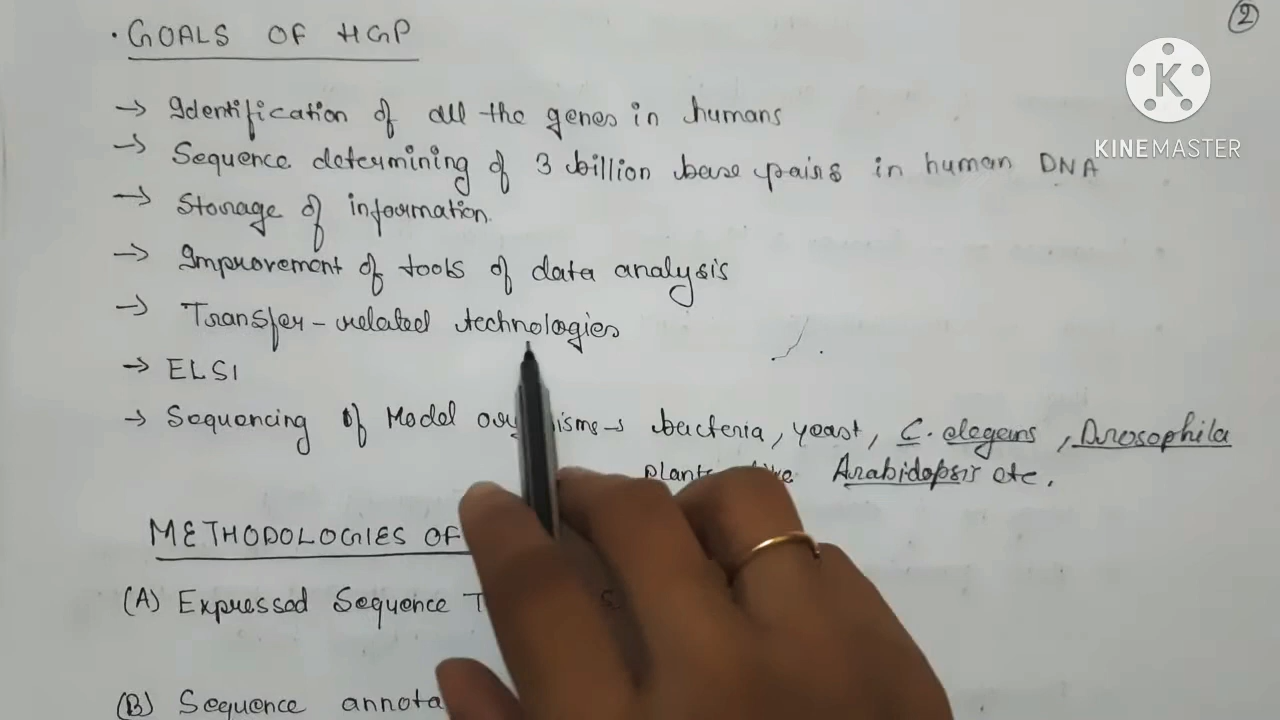 2
K
KINEMASTER
· GOALS OF HGP
→ Identification of all the genes in humans
→ Sequence determining of 3 billion base pairs in human DNA
→ Storage of information.
→ Improvement of tools of data analysis
→ Transfer-related technologies
→ ELSI
→ Sequencing of Model → bacteria, yeast, C. elegans, Drosophila
Arabidopsis etc.
METHODOLOGIES OF
(A) Expressed Sequence T
(B) Sequence annota